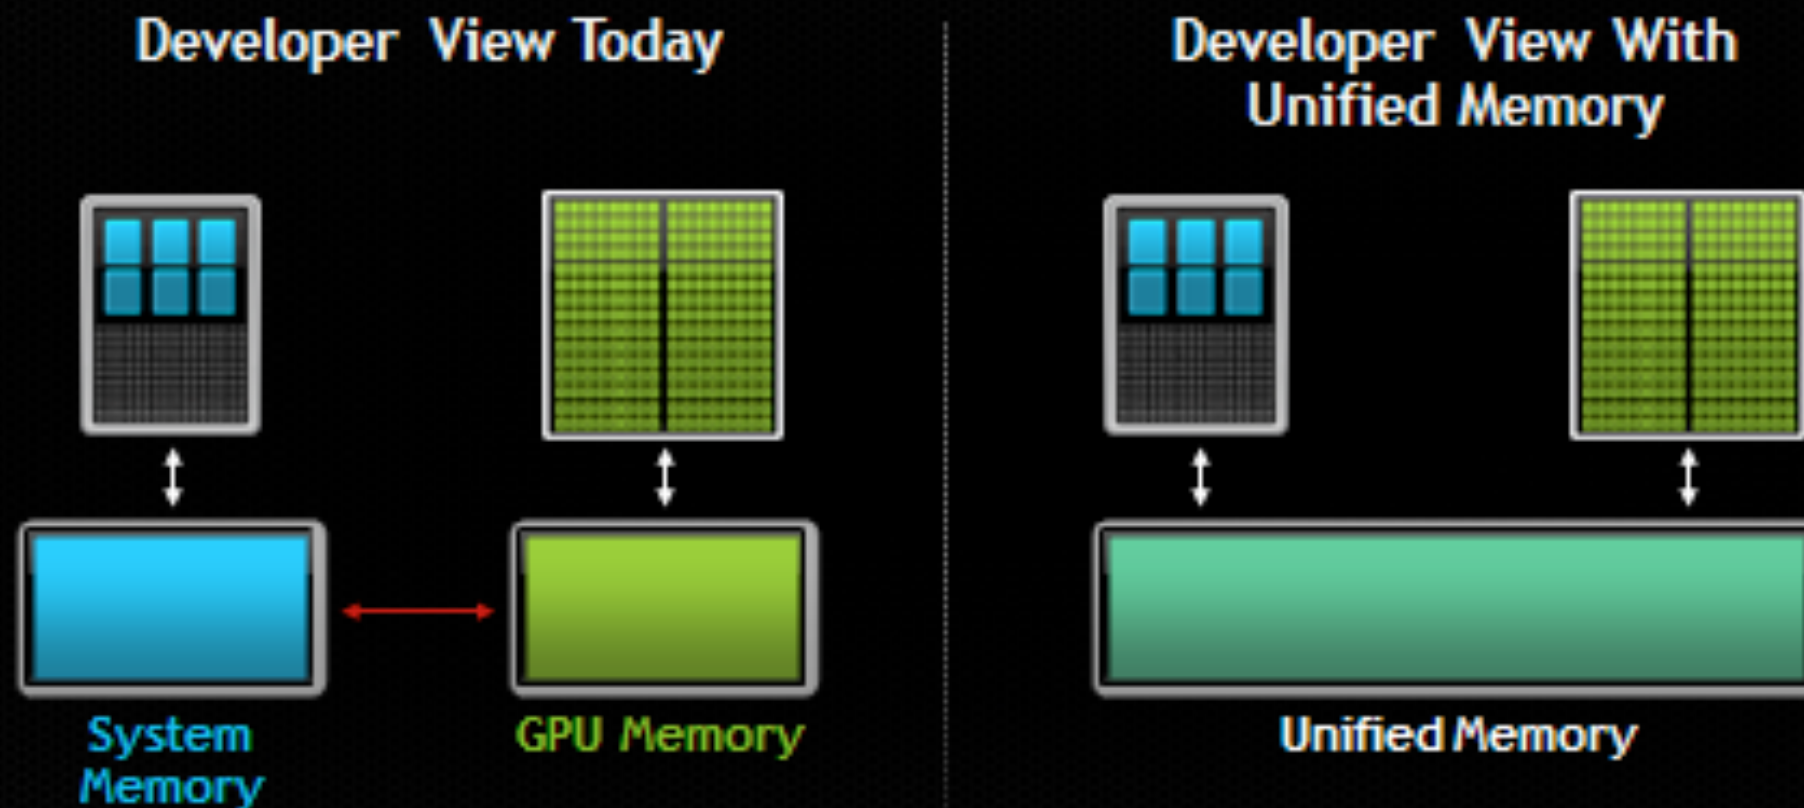 Developer View Today
System
Memory
GPU Memory
Developer View With
Unified Memory
Unified Memory